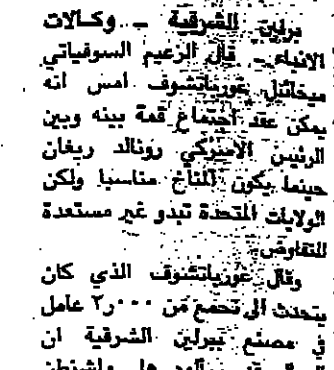 برلين الشرقية - وكالات
الانباء - قال الزعيم السوفياتي
ميخائيل غورباتشوف امس انه
يمكن عقد اجتماع قمة بينه وبين
الرئيس الاميركي رونالد ريغان
حينما يكون المناخ مناسبا ولكن
الولايات المتحدة تبدو غير مستعدة
للتفاوض.
وقال غورباتشوف الذي كان
يتحدث الى تجمع من ٢٫٠٠٠ عامل
في مصنع ببرلين الشرقية ان